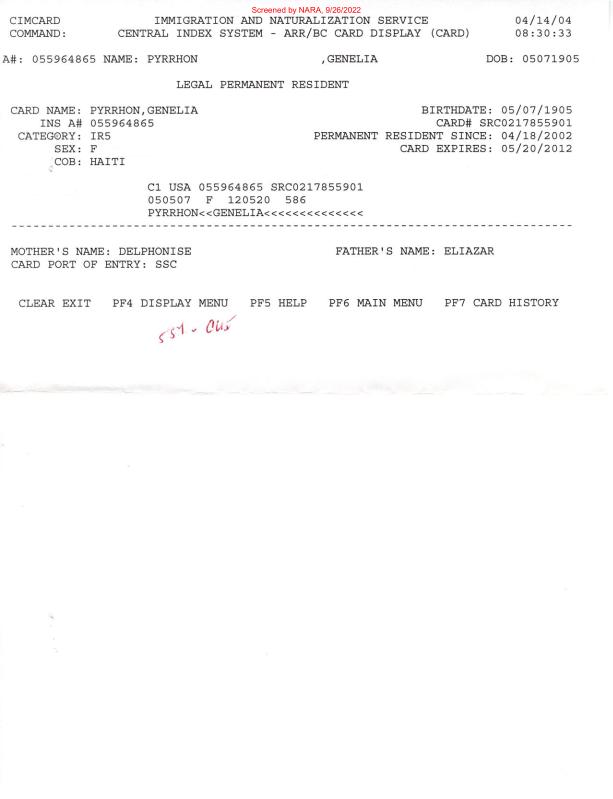 Screened by NARA, 9/26/2022
CIMCARD IMMIGRATION AND NATURALIZATION SERVICE 04/14/04
COMMAND: CENTRAL INDEX SYSTEM - ARR/BC CARD DISPLAY (CARD) 08:30:33
A#: 055964865 NAME: PYRRHON ,GENELIA DOB: 05071905
LEGAL PERMANENT RESIDENT
CARD NAME: PYRRHON,GENELIA BIRTHDATE: 05/07/1905
INS A# 055964865 CARD# SRC0217855901
CATEGORY: IR5 PERMANENT RESIDENT SINCE: 04/18/2002
SEX: F CARD EXPIRES: 05/20/2012
COB: HAITI
C1 USA 055964865 SRC0217855901
050507 F 120520 586
PYRRHON<<GENELIA<<<<<<<<<<<<<<
MOTHER'S NAME: DELPHONISE FATHER'S NAME: ELIAZAR
CARD PORT OF ENTRY: SSC
CLEAR EXIT PF4 DISPLAY MENU PF5 HELP PF6 MAIN MENU PF7 CARD HISTORY